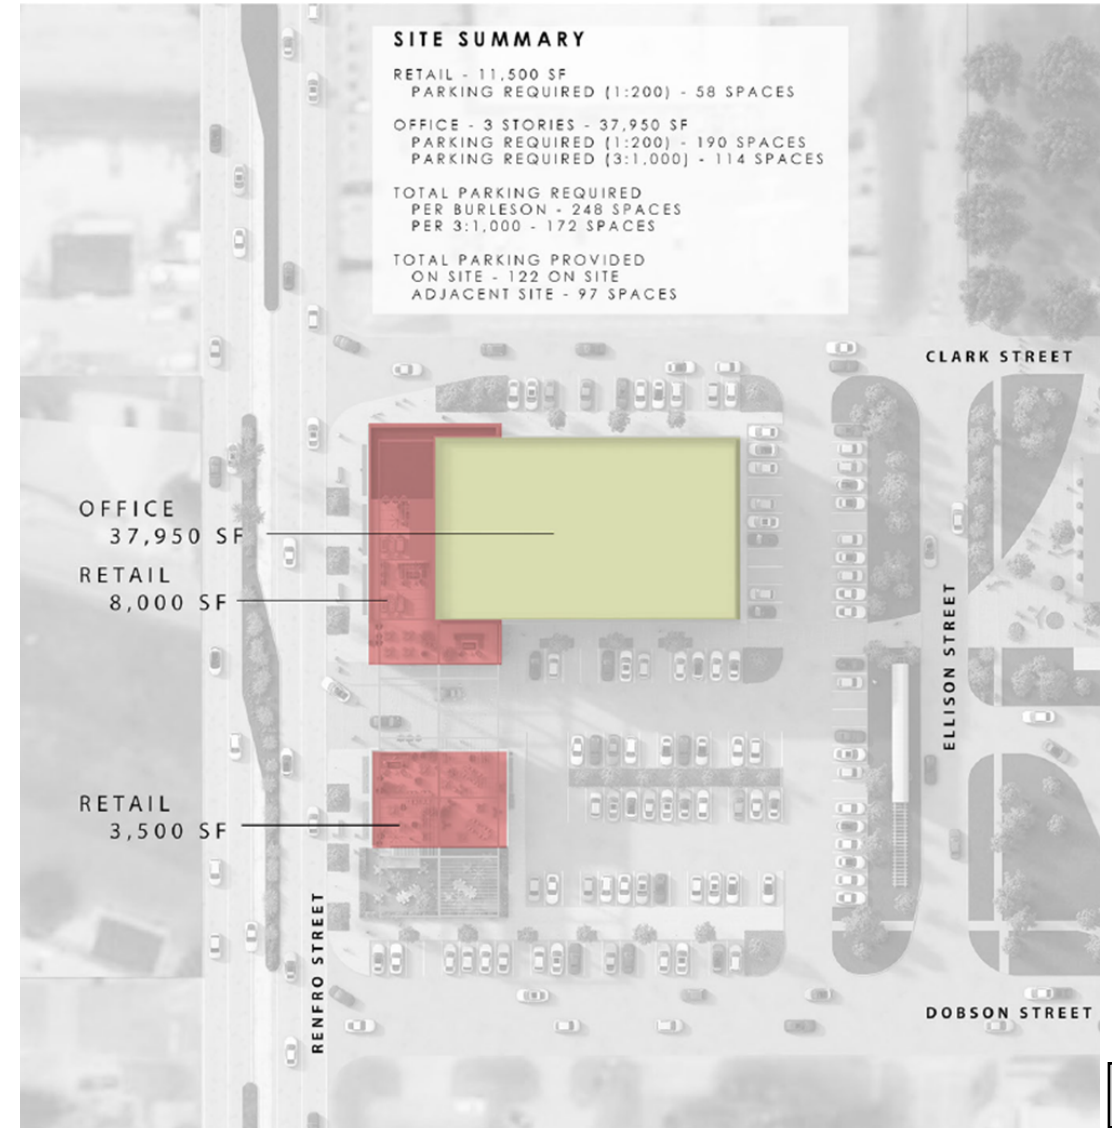 SITE SUMMARY
RETAIL - 11,500 SF
PARKING REQUIRED (1:200) - 58 SPACES
OFFICE - 3 STORIES - 37,950 SF
PARKING REQUIRED (1:200) - 190 SPACES
PARKING REQUIRED (3:1,000) - 114 SPACES
TOTAL PARKING REQUIRED
PER BURLESON - 248 SPACES
PER 3:1,000 - 172 SPACES
TOTAL PARKING PROVIDED
ON SITE - 122 ON SITE
ADJACENT SITE - 97 SPACES
CLARK STREET
OFFICE
37,950 SF
RETAIL
8,000 SF
ELLISON STREET
RETAIL
3,500 SF
RENFRO STREET
DOBSON STREET